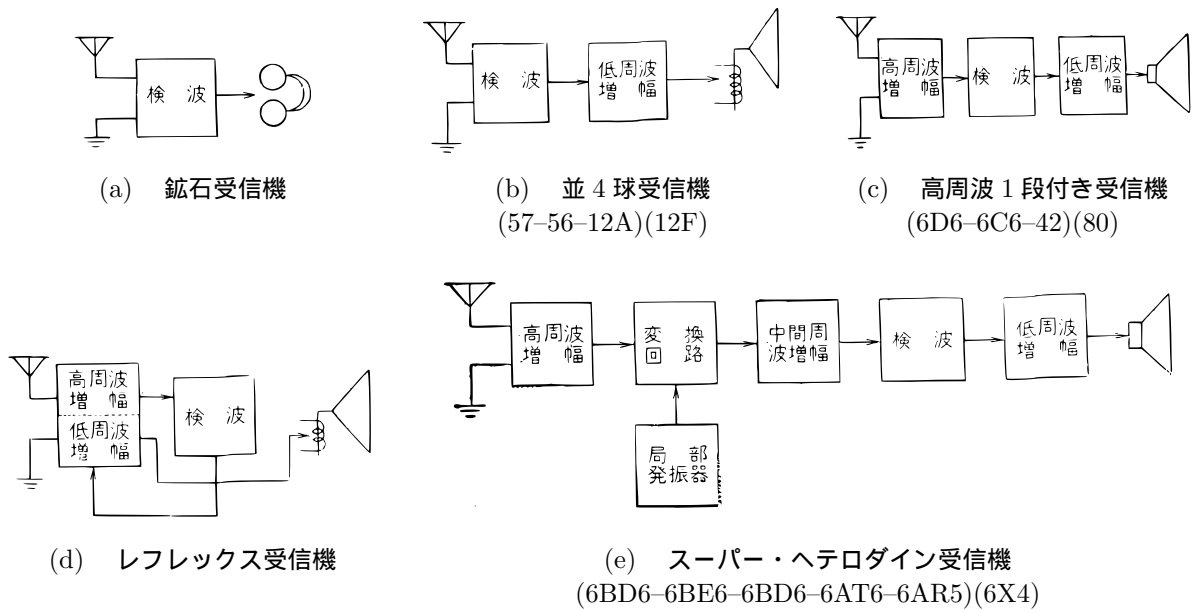 検 波
(a) 鉱石受信機
検 波
低周波
増 幅
(b) 並 4 球受信機
(57–56–12A)(12F)
高周波
増 幅
検 波
低周波
増 幅
(c) 高周波 1 段付き受信機
(6D6–6C6–42)(80)
高周波
増 幅
低周波
増 幅
検 波
(d) レフレックス受信機
高周波
増 幅
変 換
回 路
中間周
波増幅
検 波
低周波
増 幅
局 部
発振器
(e) スーパー・ヘテロダイン受信機
(6BD6–6BE6–6BD6–6AT6–6AR5)(6X4)